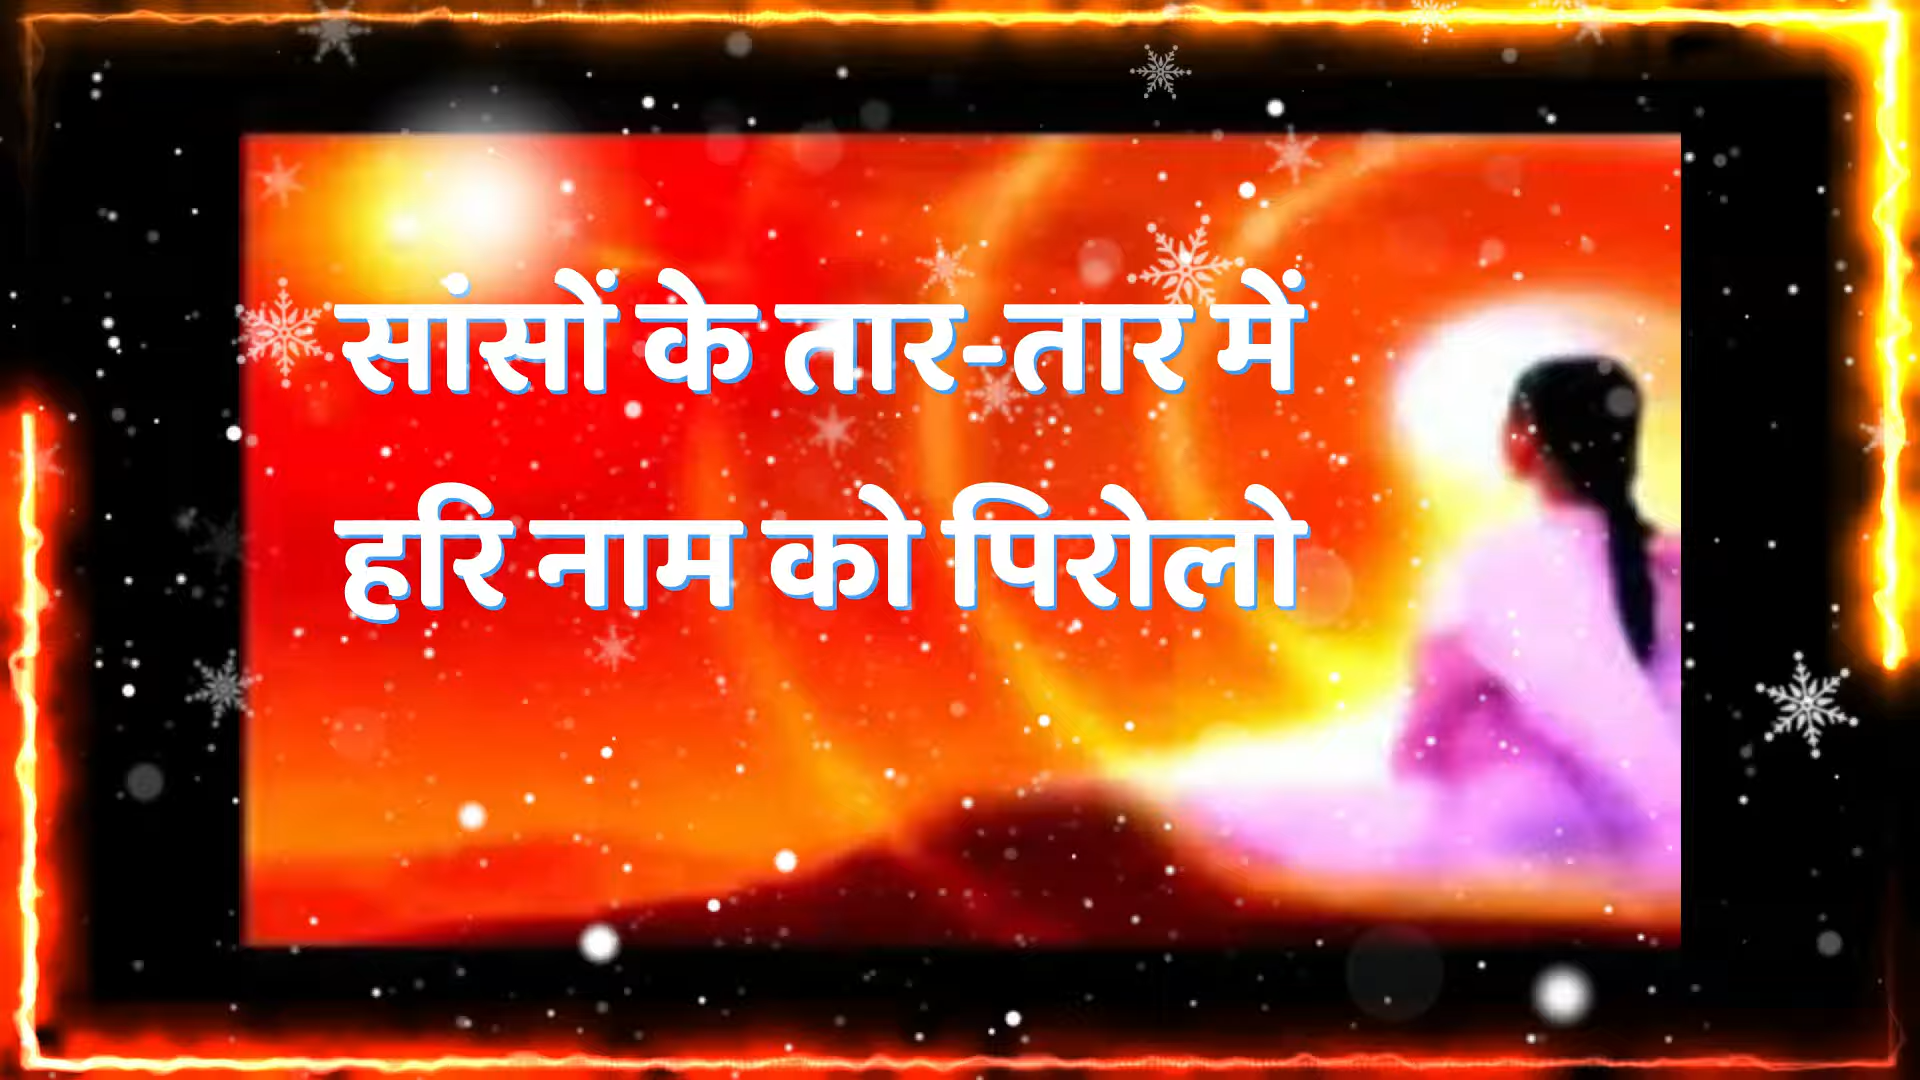 सांसों के तार-तार में
हरि नाम को पिरोलो